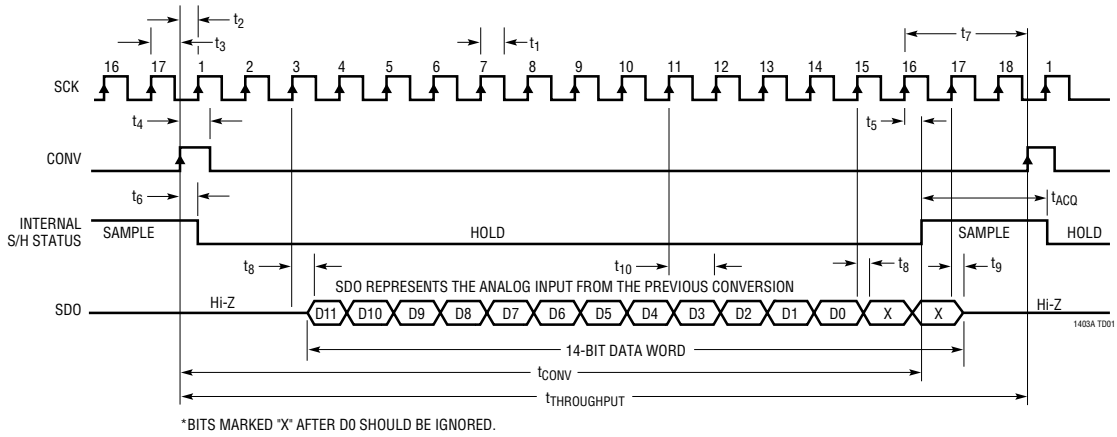 t2
t3
t1
t7
16 17 1 2 3 4 5 6 7 8 9 10 11 12 13 14 15 16 17 18 1
SCK
t4
t5
CONV
t6
tACQ
INTERNAL
S/H STATUS
SAMPLE HOLD SAMPLE HOLD
t8 t10 t8 t9
SDO REPRESENTS THE ANALOG INPUT FROM THE PREVIOUS CONVERSION
SDO Hi-Z D11 D10 D9 D8 D7 D6 D5 D4 D3 D2 D1 D0 X X Hi-Z
1403A TD01
14-BIT DATA WORD
tCONV
tTHROUGHPUT
*BITS MARKED "X" AFTER D0 SHOULD BE IGNORED.